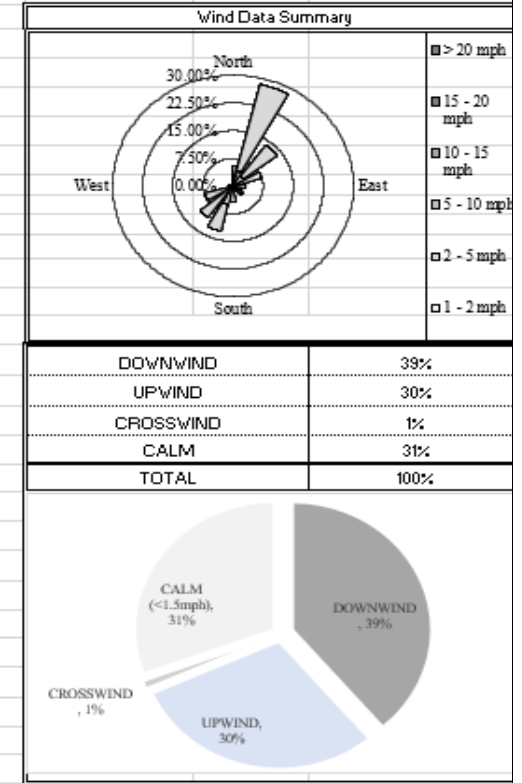 Wind Data Summary
North
30.00%
22.50%
15.00%
7.50%
0.00%
West
East
South
> 20 mph
15 - 20
mph
10 - 15
mph
5 - 10 mph
2 - 5 mph
1 - 2 mph
DOWNWIND 39%
UPWIND 30%
CROSSWIND 1%
CALM 31%
TOTAL 100%
CALM
(<1.5mph),
31%
DOWNWIND
, 39%
CROSSWIND
, 1%
UPWIND,
30%